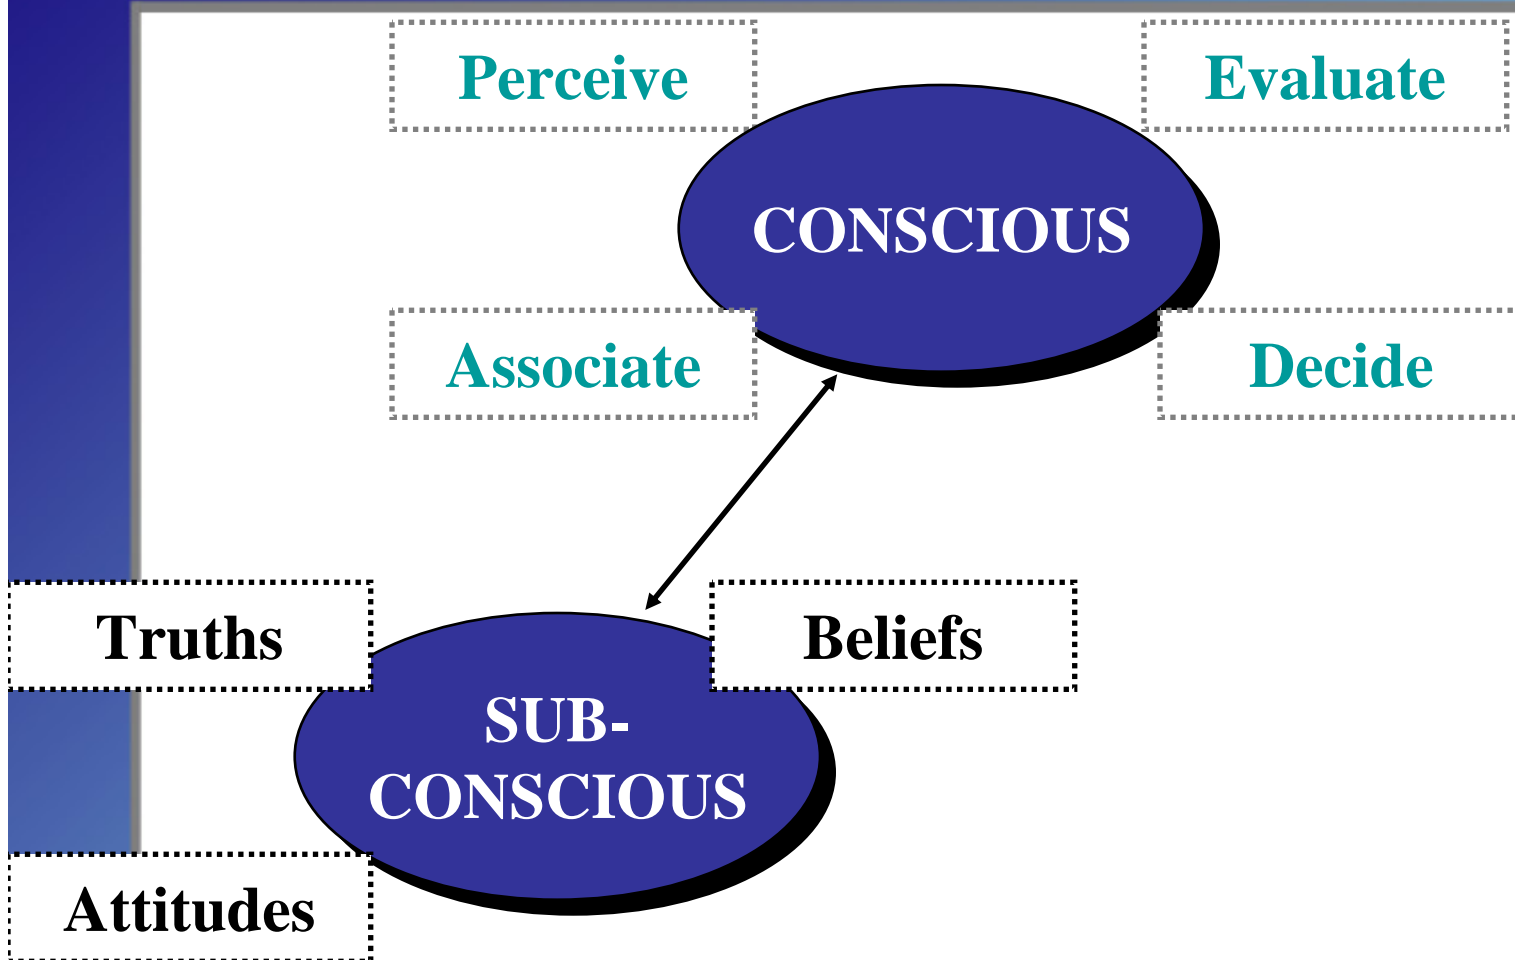 Perceive
Evaluate
CONSCIOUS
Associate
Decide
Truths
Beliefs
SUB-
CONSCIOUS
Attitudes